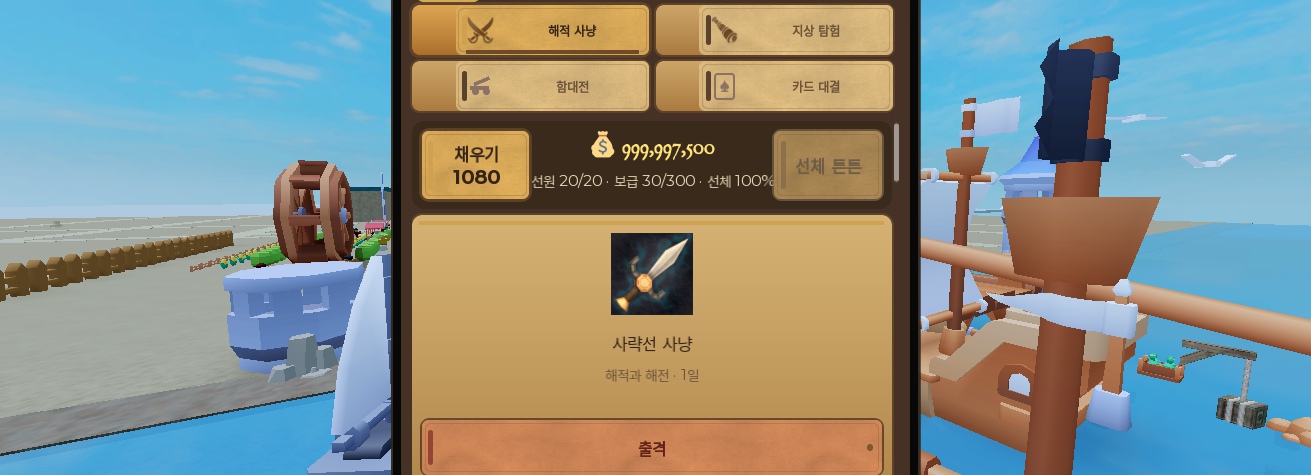 해적 사냥
지상 탐험
함대전
카드 대결
채우기
1080
999,997,500
선원 20/20 · 보급 30/300 · 선체 100%
선체 튼튼
사략선 사냥
해적과 해전 · 1일
출격